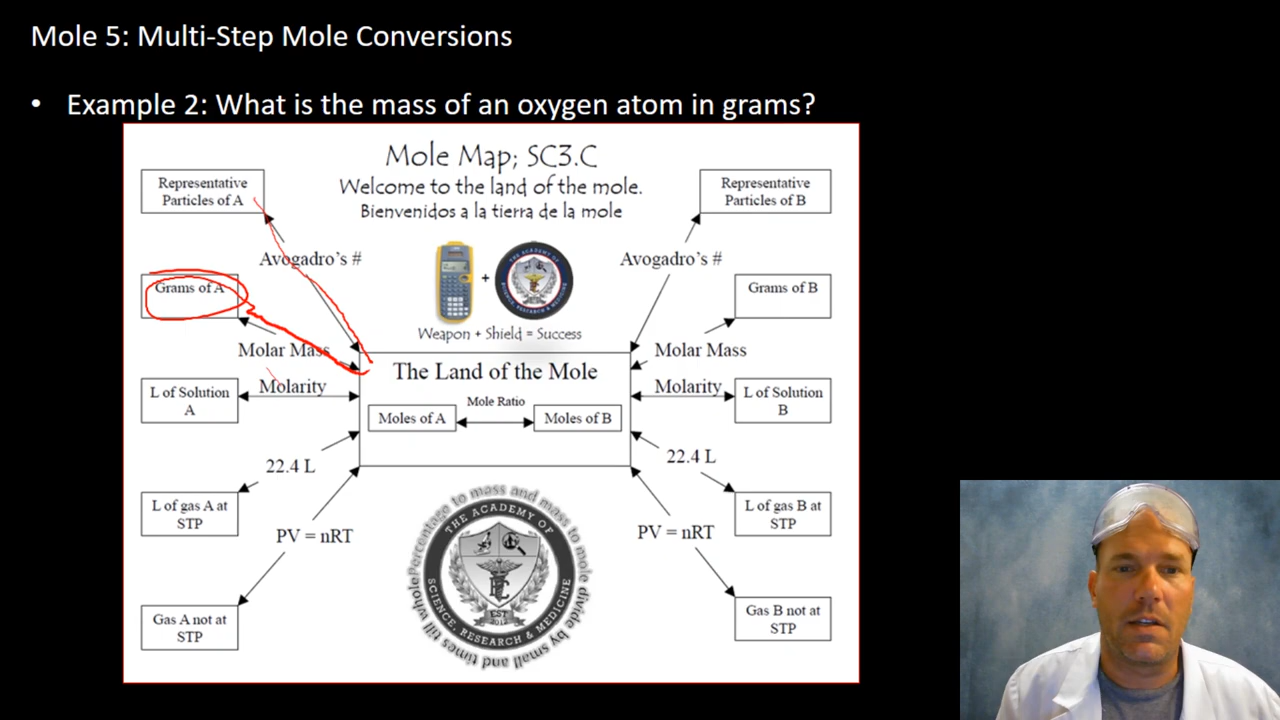 Mole 5: Multi-Step Mole Conversions
• Example 2: What is the mass of an oxygen atom in grams?
Mole Map; SC3.C
Welcome to the land of the mole.
Bienvenidos a la tierra de la mole
Representative
Particles of A
Representative
Particles of B
Avogadro's #
Avogadro's #
Grams of A
Grams of B
+
Weapon + Shield = Success
Molar Mass
Molar Mass
The Land of the Mole
Molarity
Molarity
L of Solution
A
L of Solution
B
Mole Ratio
Moles of A
Moles of B
22.4 L
22.4 L
L of gas A at
STP
L of gas B at
STP
PV = nRT
PV = nRT
Gas A not at
STP
Gas B not at
STP
Percentage to mass and mass to mole divide by small and times till whole
THE ACADEMY OF
SCIENCE, RESEARCH & MEDICINE